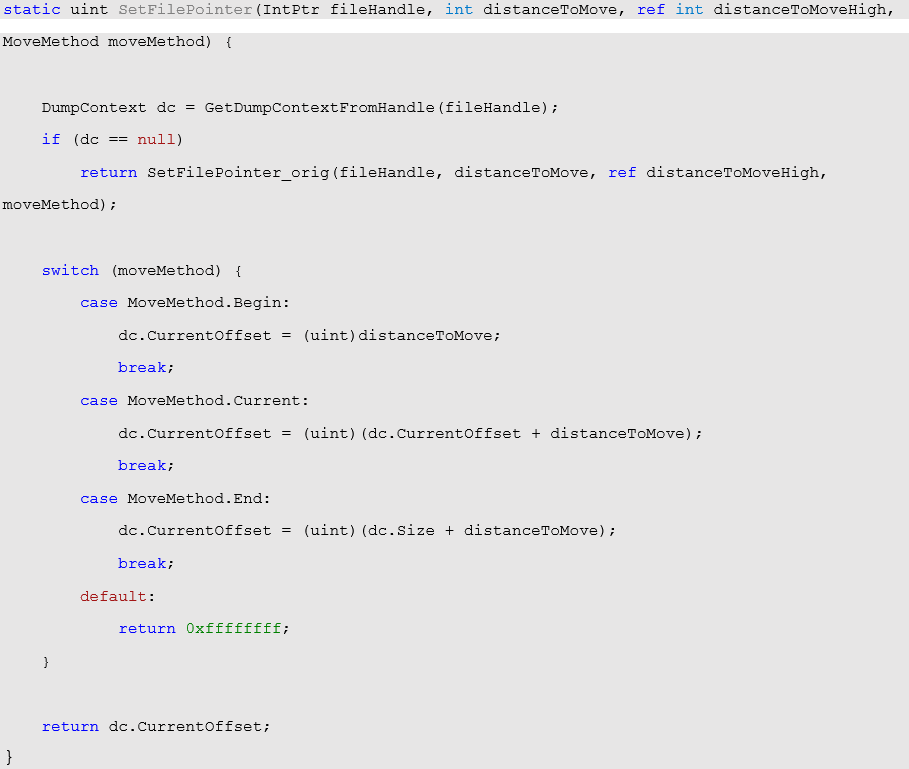 static uint SetFilePointer(IntPtr fileHandle, int distanceToMove, ref int distanceToMoveHigh,
MoveMethod moveMethod) {
DumpContext dc = GetDumpContextFromHandle(fileHandle);
if (dc == null)
return SetFilePointer_orig(fileHandle, distanceToMove, ref distanceToMoveHigh,
moveMethod);
switch (moveMethod) {
case MoveMethod.Begin:
dc.CurrentOffset = (uint)distanceToMove;
break;
case MoveMethod.Current:
dc.CurrentOffset = (uint)(dc.CurrentOffset + distanceToMove);
break;
case MoveMethod.End:
dc.CurrentOffset = (uint)(dc.Size + distanceToMove);
break;
default:
return 0xffffffff;
}
return dc.CurrentOffset;
}